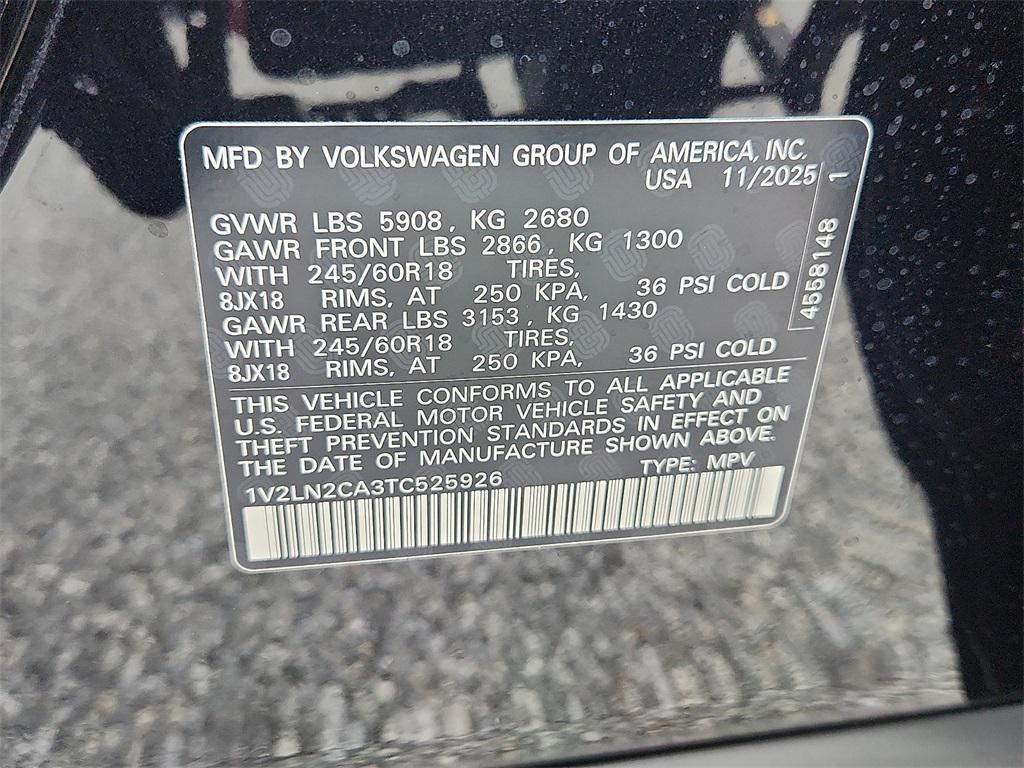 MFD BY VOLKSWAGEN GROUP OF AMERICA, INC.
USA 11/2025
GVWR LBS 5908, KG 2680
GAWR FRONT LBS 2866, KG 1300
WITH 245/60R18 TIRES,
8JX18 RIMS, AT 250 KPA, 36 PSI COLD
GAWR REAR LBS 3153, KG 1430
WITH 245/60R18 TIRES,
8JX18 RIMS, AT 250 KPA, 36 PSI COLD
4558148 1
THIS VEHICLE CONFORMS TO ALL APPLICABLE
U.S. FEDERAL MOTOR VEHICLE SAFETY AND
THEFT PREVENTION STANDARDS IN EFFECT ON
THE DATE OF MANUFACTURE SHOWN ABOVE.
1V2LN2CA3TC525926 TYPE: MPV